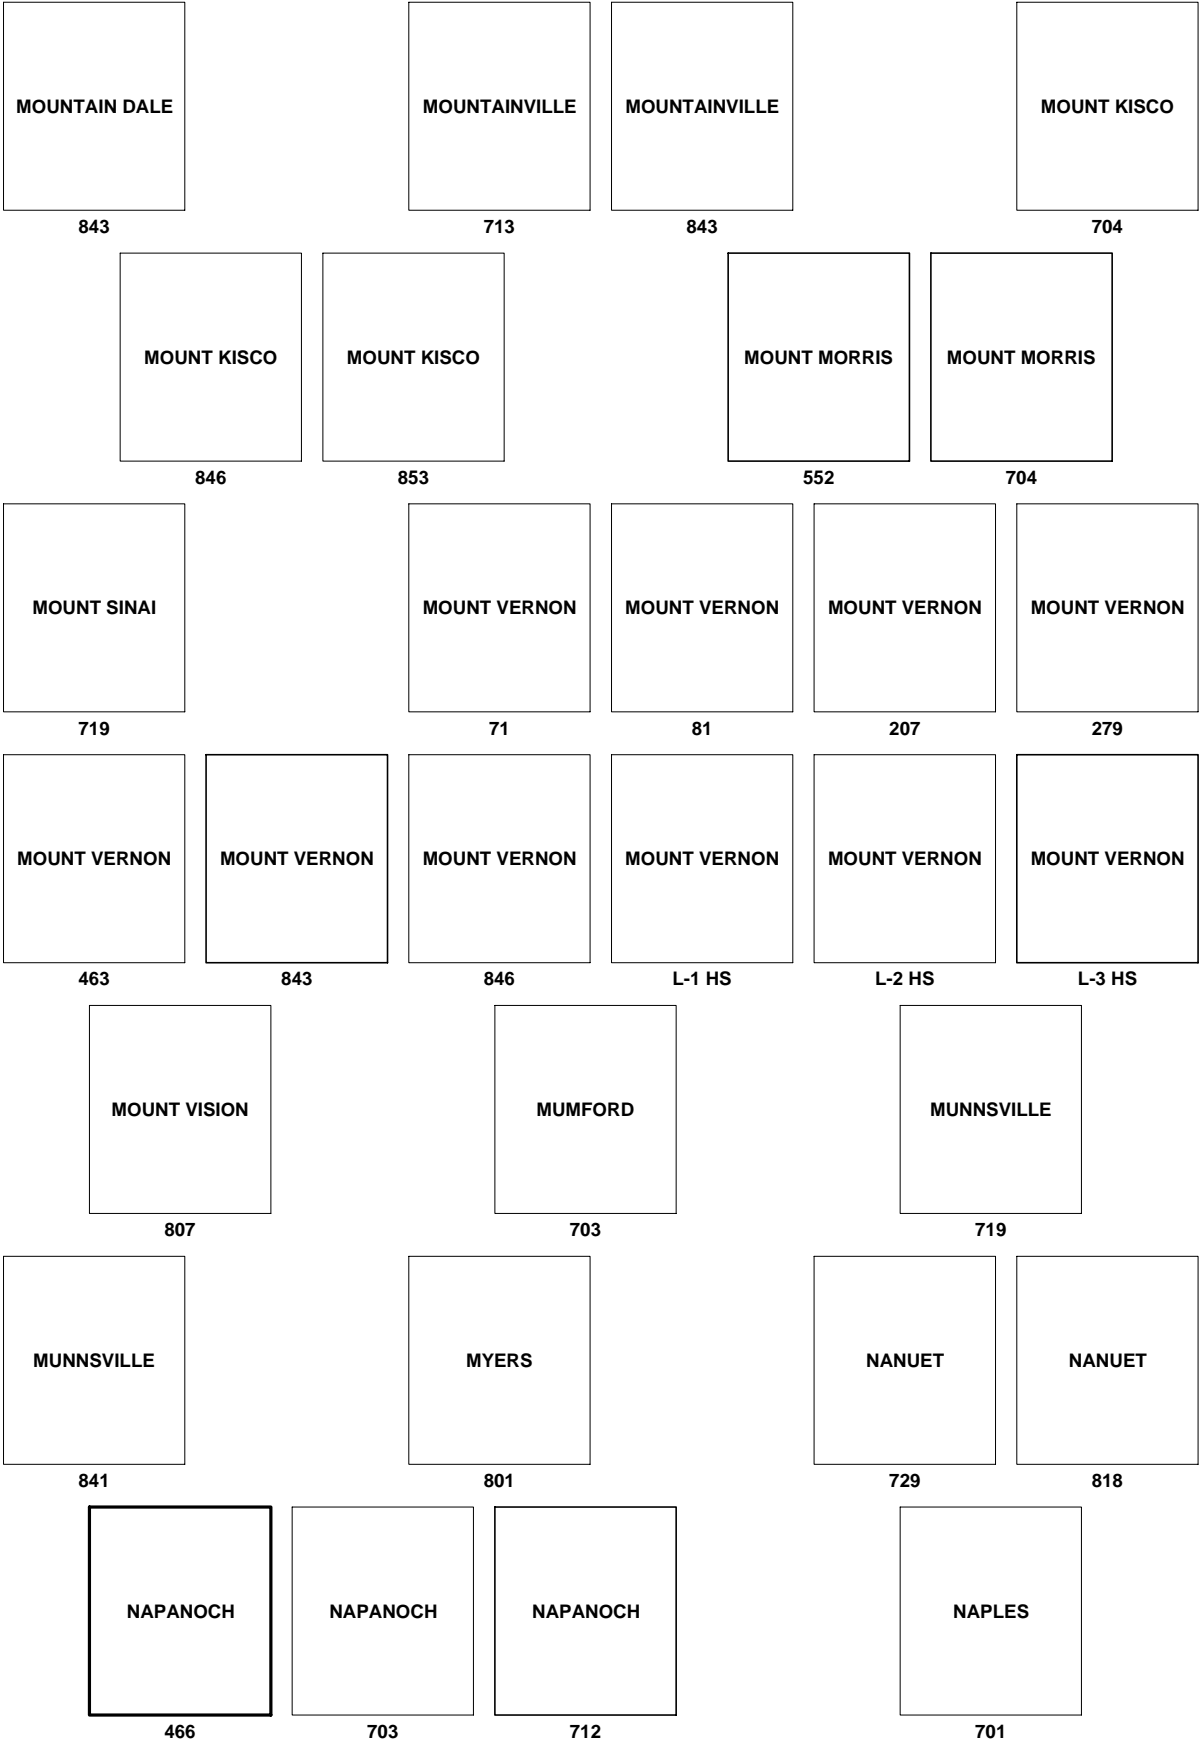 MOUNTAIN DALE MOUNTAINVILLE MOUNTAINVILLE MOUNT KISCO
843 713 843 704
MOUNT KISCO MOUNT KISCO MOUNT MORRIS MOUNT MORRIS
846 853 552 704
MOUNT SINAI MOUNT VERNON MOUNT VERNON MOUNT VERNON MOUNT VERNON
719 71 81 207 279
MOUNT VERNON MOUNT VERNON MOUNT VERNON MOUNT VERNON MOUNT VERNON MOUNT VERNON
463 843 846 L-1 HS L-2 HS L-3 HS
MOUNT VISION MUMFORD MUNNSVILLE
807 703 719
MUNNSVILLE MYERS NANUET NANUET
841 801 729 818
NAPANOCH NAPANOCH NAPANOCH NAPLES
466 703 712 701